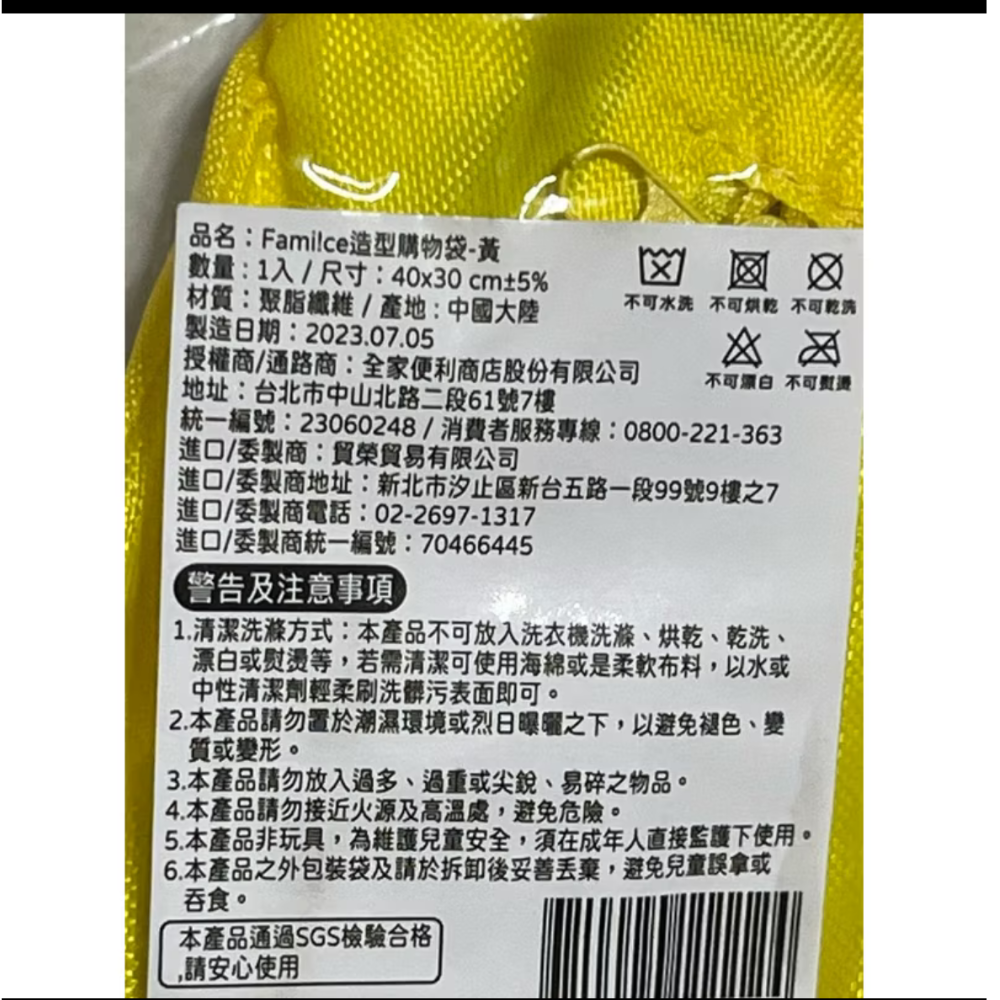 品名：Fami!ce造型購物袋-黃
數量：1入 / 尺寸：40x30 cm±5%
材質：聚脂纖維 / 產地：中國大陸
製造日期：2023.07.05
授權商/通路商：全家便利商店股份有限公司
地址：台北市中山北路二段61號7樓
統一編號：23060248 / 消費者服務專線：0800-221-363
進口/委製商：貿榮貿易有限公司
進口/委製商地址：新北市汐止區新台五路一段99號9樓之7
進口/委製商電話：02-2697-1317
進口/委製商統一編號：70466445
不可水洗 不可烘乾 不可乾洗
不可漂白 不可熨燙
警告及注意事項
1.清潔洗滌方式：本產品不可放入洗衣機洗滌、烘乾、乾洗、
漂白或熨燙等，若需清潔可使用海綿或是柔軟布料，以水或
中性清潔劑輕柔刷洗髒污表面即可。
2.本產品請勿置於潮濕環境或烈日曝曬之下，以避免褪色、變
質或變形。
3.本產品請勿放入過多、過重或尖銳、易碎之物品。
4.本產品請勿接近火源及高溫處，避免危險。
5.本產品非玩具，為維護兒童安全，須在成年人直接監護下使用。
6.本產品之外包裝袋及請於拆卸後妥善丟棄，避免兒童誤拿或
吞食。
本產品通過SGS檢驗合格
,請安心使用